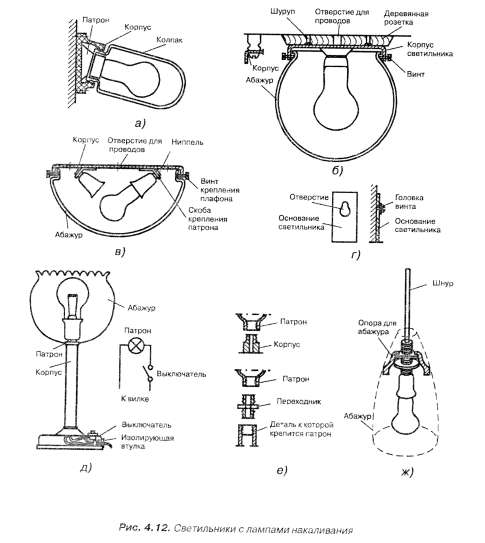 Патрон
Корпус
Колпак
а)
Шуруп
Отверстие для
проводов
Деревянная
розетка
Корпус
светильника
Винт
Корпус
Абажур
б)
Корпус
Отверстие для
проводов
Ниппель
Винт
крепления
плафона
Скоба
крепления
патрона
Абажур
в)
Отверстие
Основание
светильника
Головка
винта
Основание
светильника
г)
Абажур
Патрон
Корпус
Патрон
Выключатель
К вилке
Выключатель
Изолирующая
втулка
д)
Патрон
Корпус
Патрон
Переходник
Деталь к которой
крепится патрон
е)
Шнур
Опора для
абажура
Абажур
ж)
Рис. 4.12. Светильники с лампами накаливания